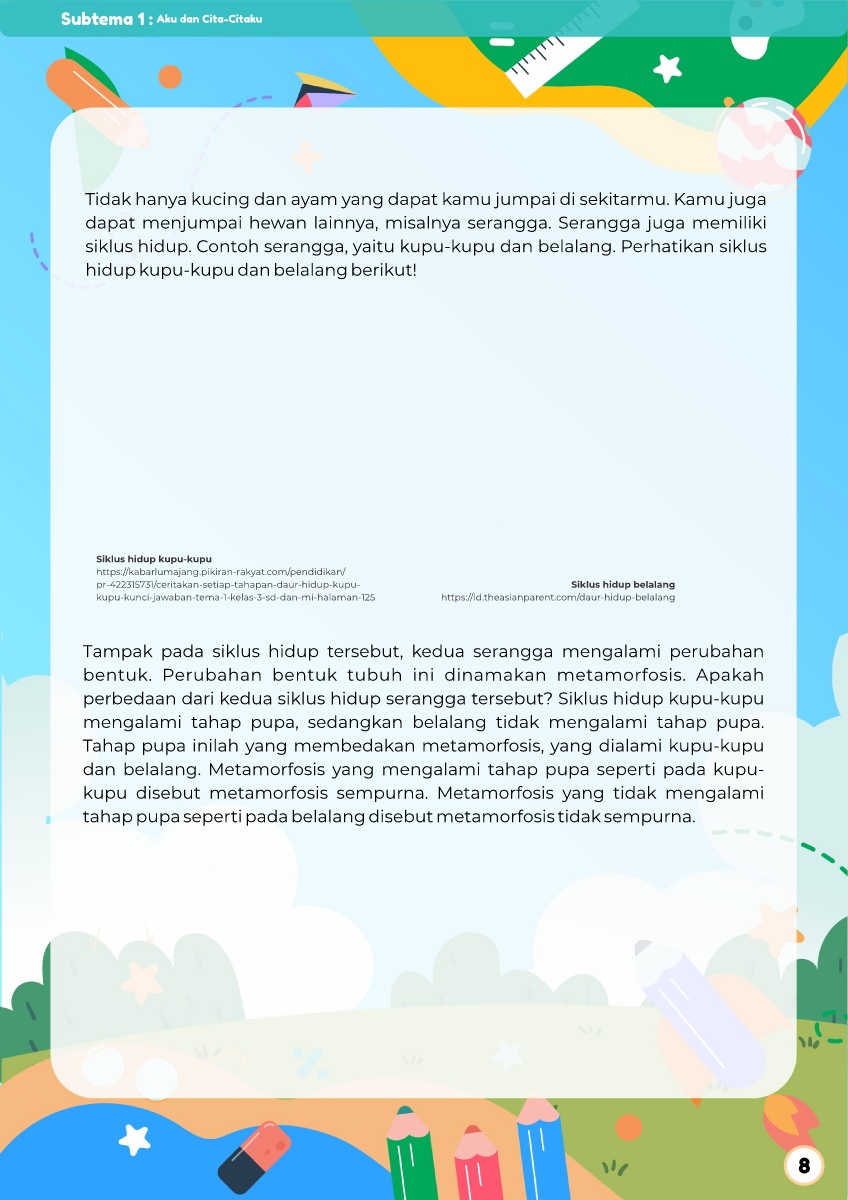 Subtema 1 : Aku dan Cita-Citaku
Tidak hanya kucing dan ayam yang dapat kamu jumpai di sekitarmu. Kamu juga
dapat menjumpai hewan lainnya, misalnya serangga. Serangga juga memiliki
siklus hidup. Contoh serangga, yaitu kupu-kupu dan belalang. Perhatikan siklus
hidup kupu-kupu dan belalang berikut!
Siklus hidup kupu-kupu
https://kabarlumajang.pikiran-rakyat.com/pendidikan/
pr-422315731/ceritakan-setiap-tahapan-daur-hidup-kupu-
kupu-kunci-jawaban-tema-1-kelas-3-sd-dan-mi-halaman-125
Siklus hidup belalang
https://id.theasianparent.com/daur-hidup-belalang
Tampak pada siklus hidup tersebut, kedua serangga mengalami perubahan
bentuk. Perubahan bentuk tubuh ini dinamakan metamorfosis. Apakah
perbedaan dari kedua siklus hidup serangga tersebut? Siklus hidup kupu-kupu
mengalami tahap pupa, sedangkan belalang tidak mengalami tahap pupa.
Tahap pupa inilah yang membedakan metamorfosis, yang dialami kupu-kupu
dan belalang. Metamorfosis yang mengalami tahap pupa seperti pada kupu-
kupu disebut metamorfosis sempurna. Metamorfosis yang tidak mengalami
tahap pupa seperti pada belalang disebut metamorfosis tidak sempurna.
8